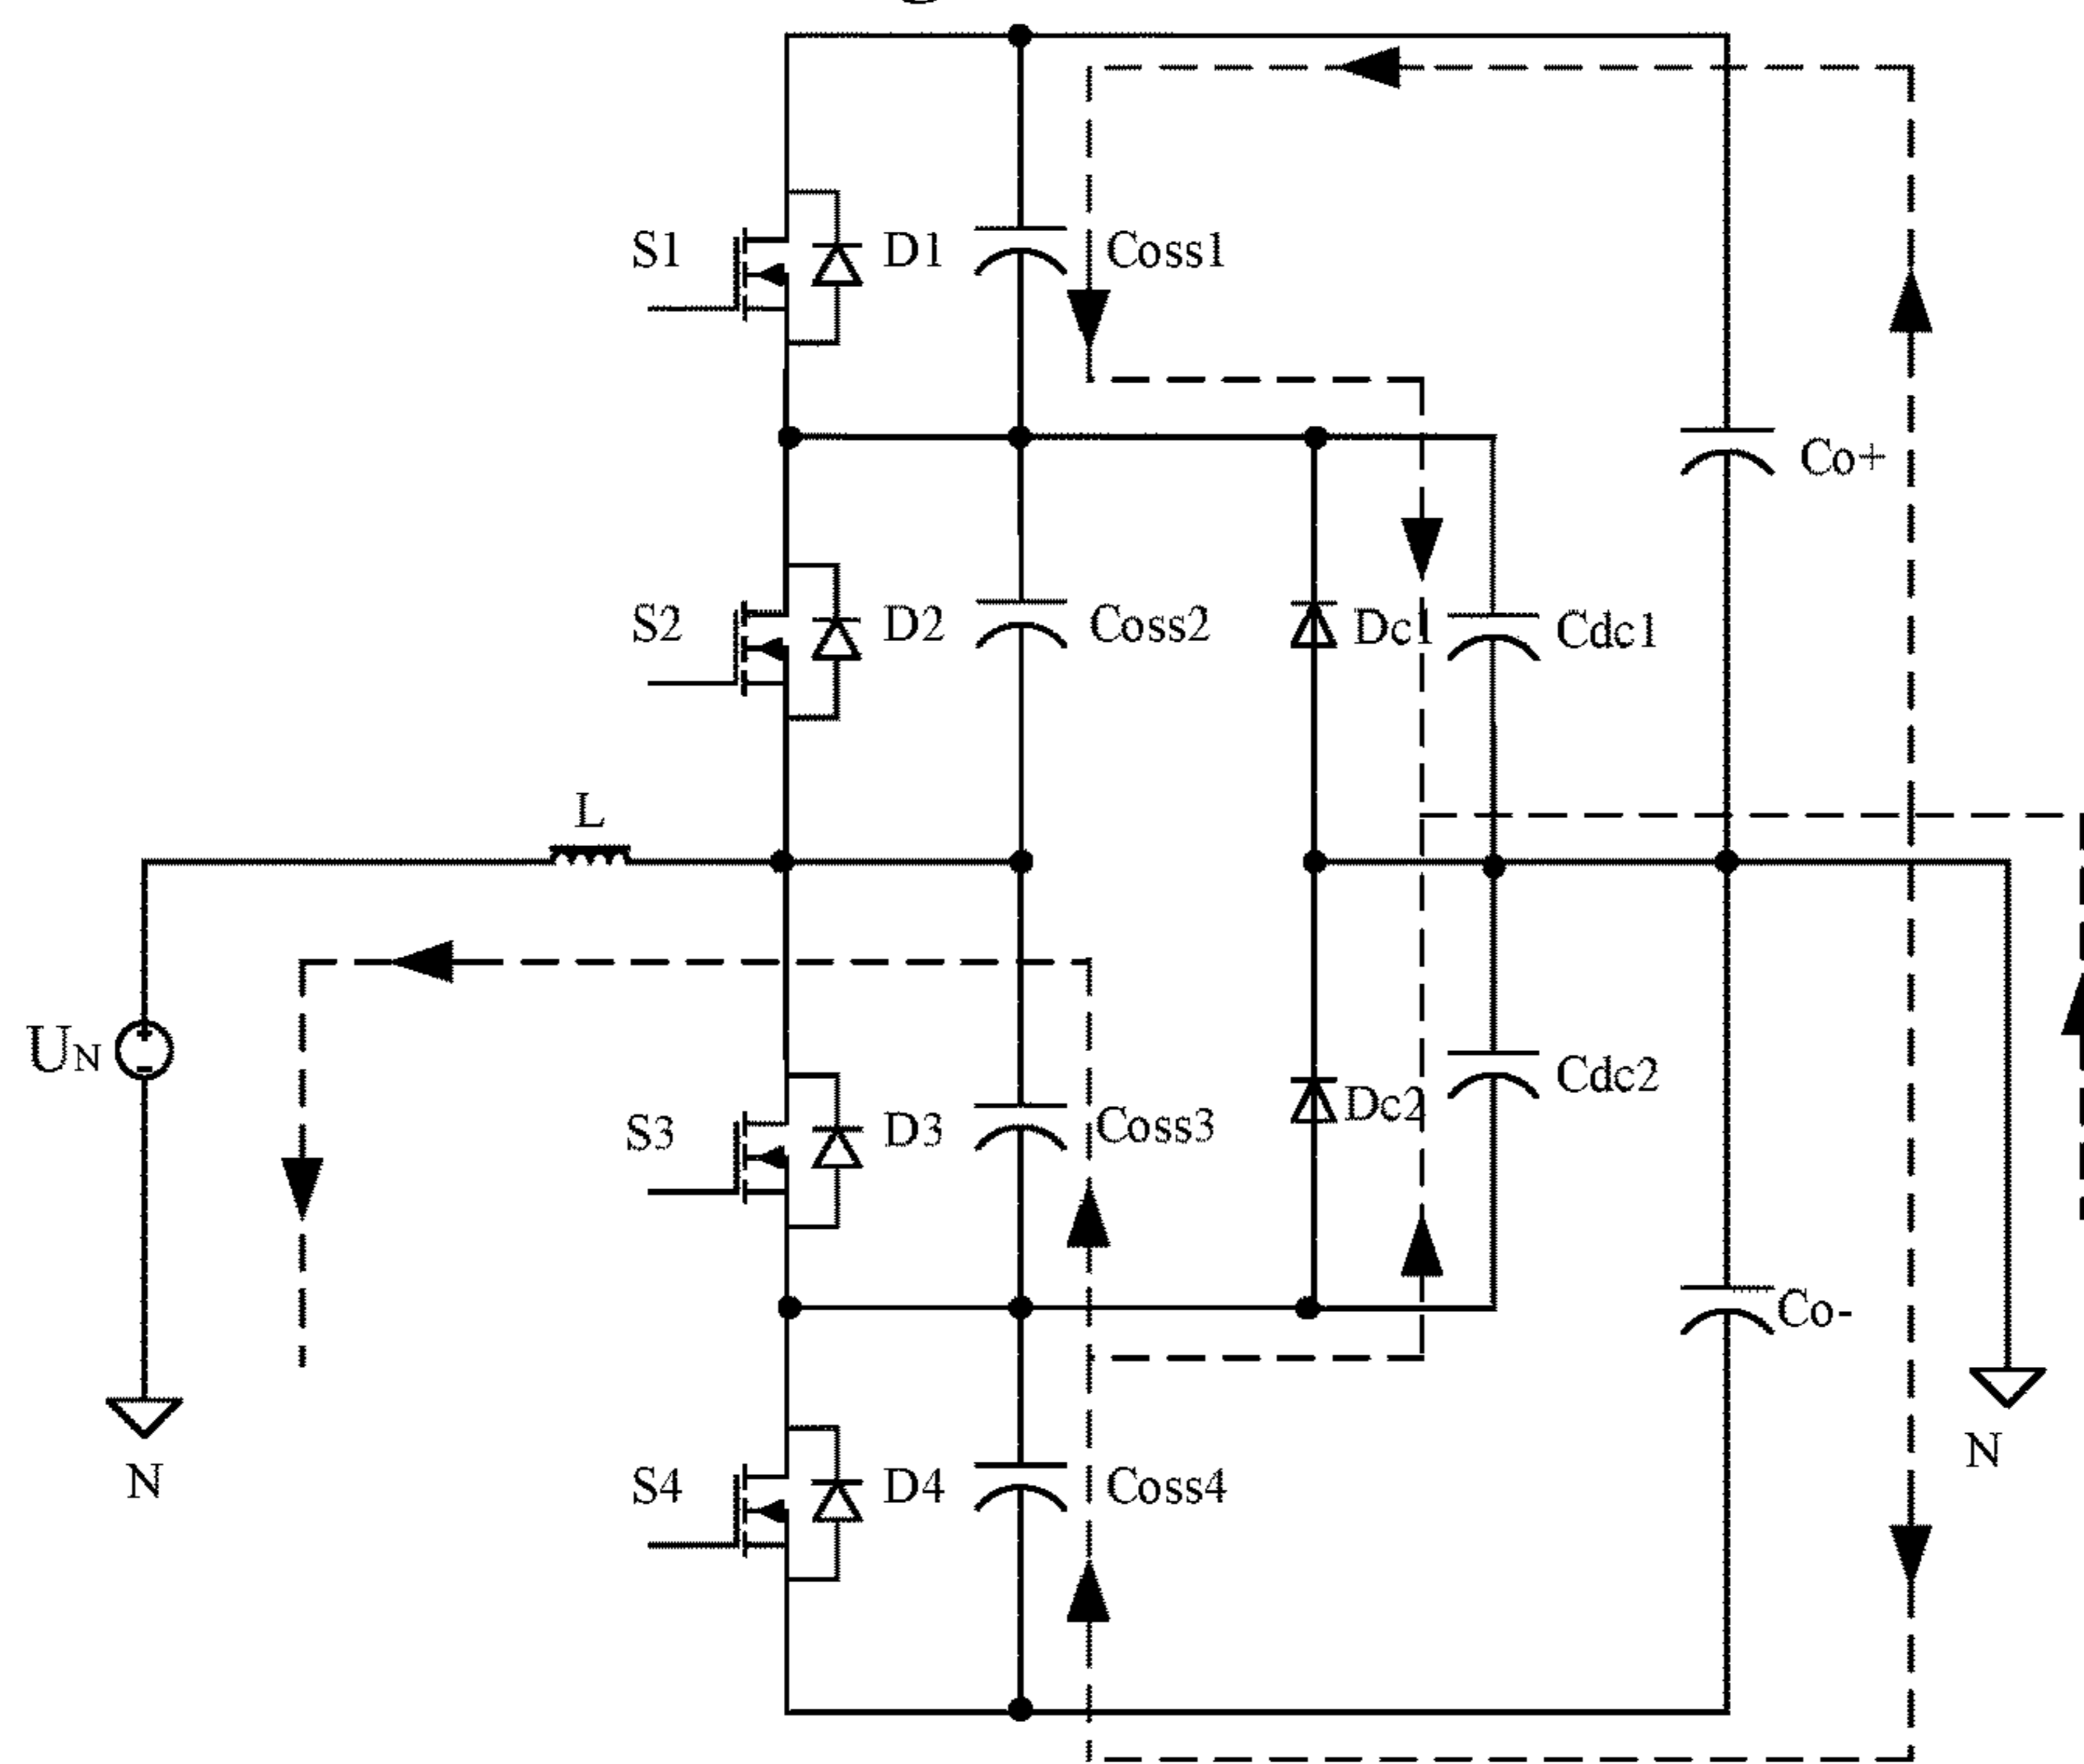 S1 D1 Coss1
Co+
S2 D2 Coss2 Dc1 Cdc1
L
UN
S3 D3 Coss3 Dc2 Cdc2
Co-
N
S4 D4 Coss4
N